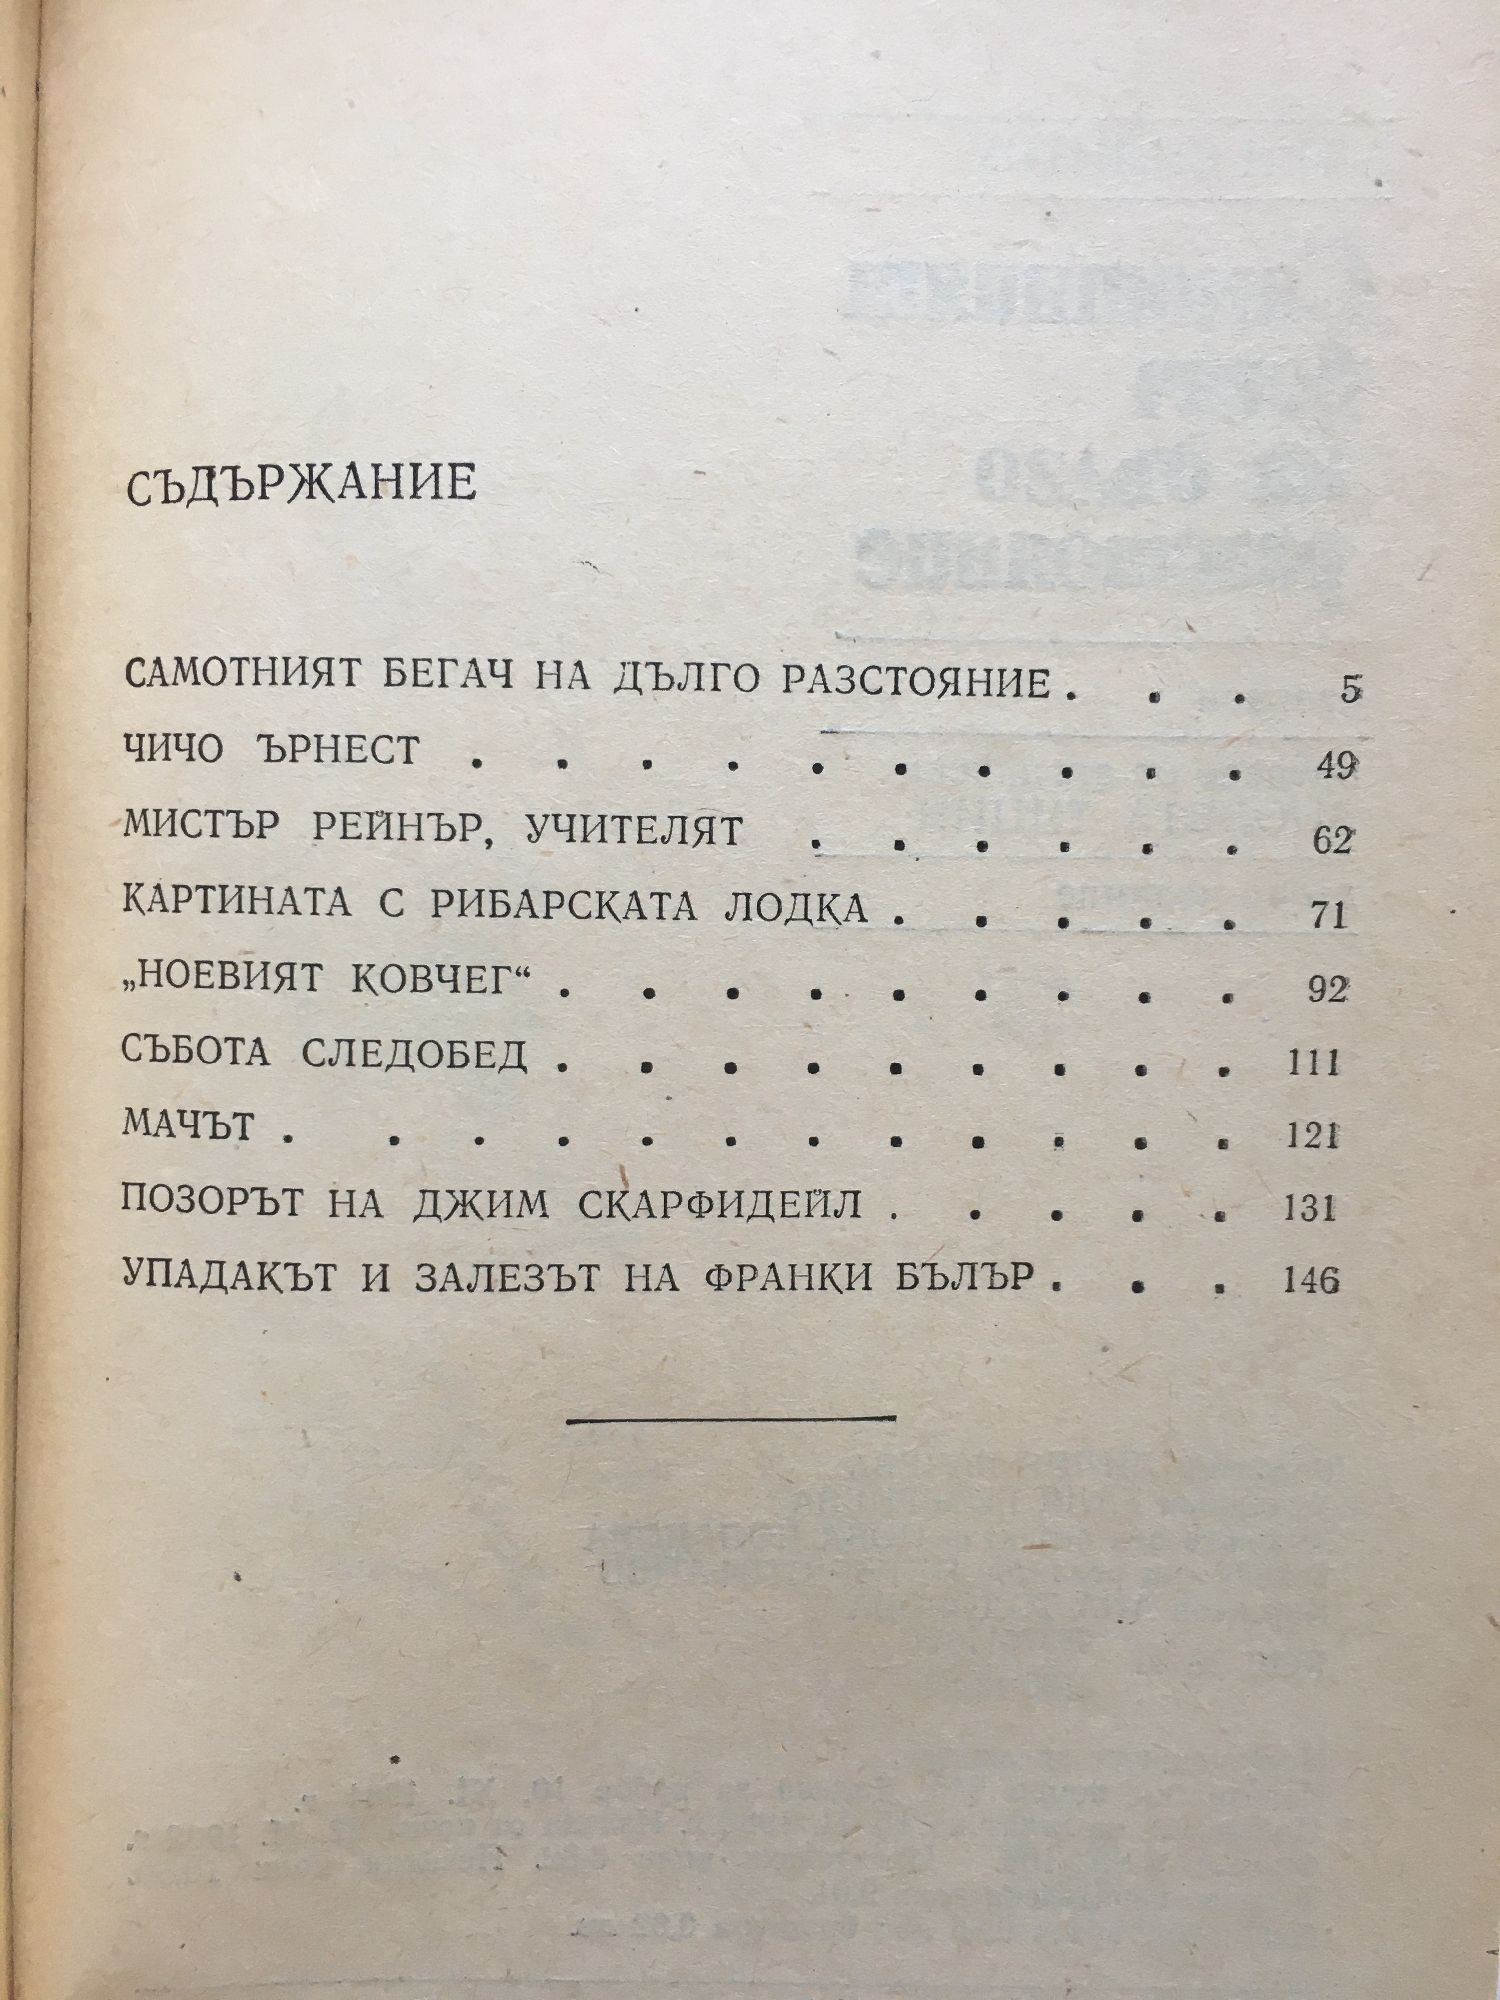 СЪДЪРЖАНИЕ
САМОТНИЯТ БЕГАЧ НА ДЪЛГО РАЗСТОЯНИЕ . . . 5
ЧИЧО ЪРНЕСТ . . . . . . . . . . 49
МИСТЪР РЕЙНЪР, УЧИТЕЛЯТ . . . . . . 62
КАРТИНАТА С РИБАРСКАТА ЛОДКА . . . . . 71
„НОЕВИЯТ КОВЧЕГ“ . . . . . . . . . 92
СЪБОТА СЛЕДОБЕД . . . . . . . . . 111
МАЧЪТ . . . . . . . . . . . . 121
ПОЗОРЪТ НА ДЖИМ СКАРФИДЕЙЛ . . . . . 131
УПАДАКЪТ И ЗАЛЕЗЪТ НА ФРАНКИ БЪЛЪР . . . 146